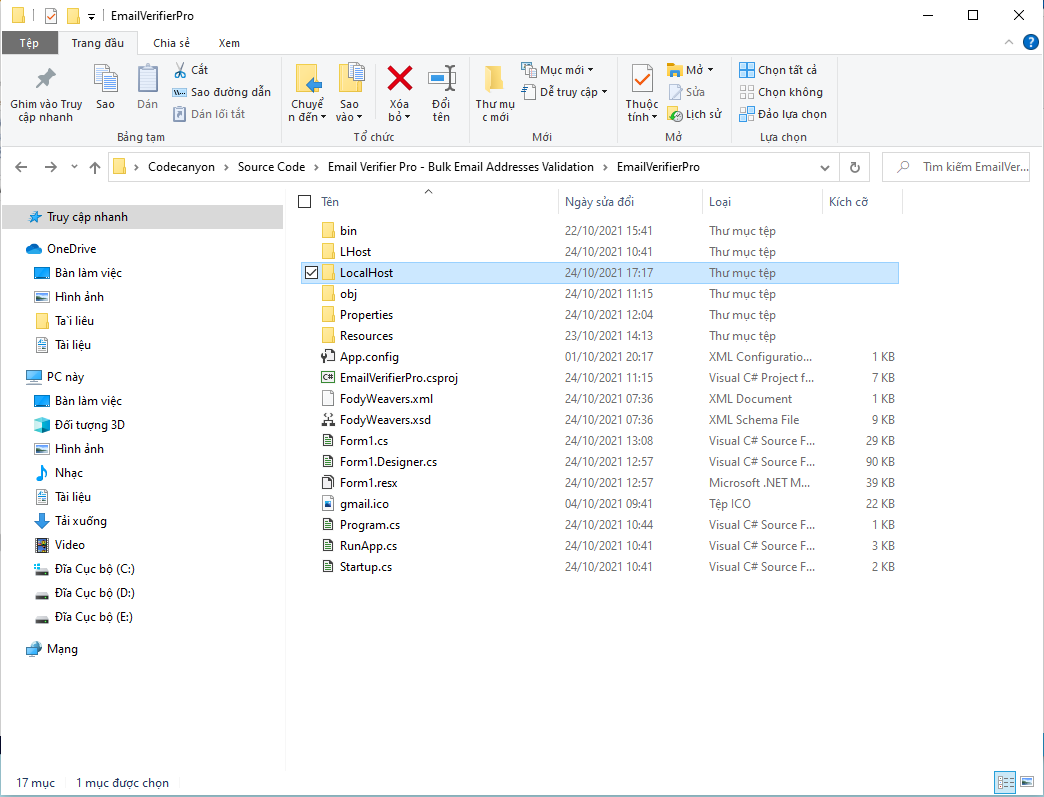 EmailVerifierPro
Tệp Trang đầu Chia sẻ Xem
Ghim vào Truy cập nhanh
Sao
Dán
Cắt
Sao đường dẫn
Dán lối tắt
Bảng tạm
Chuyể
n đến
Sao
vào
Xóa
bỏ
Đổi
tên
Tổ chức
Thư mụ
c mới
Mục mới
Dễ truy cập
Mới
Thuộc
tính
Mở
Sửa
Lịch sử
Mở
Chọn tất cả
Chọn không
Đảo lựa chọn
Lựa chọn
Codecanyon > Source Code > Email Verifier Pro - Bulk Email Addresses Validation > EmailVerifierPro
Tìm kiếm EmailVer...
Truy cập nhanh
OneDrive
Bàn làm việc
Hình ảnh
Ta`i liêu
Tài liệu
PC này
Bàn làm việc
Đối tượng 3D
Hình ảnh
Nhạc
Tài liệu
Tải xuống
Video
Đĩa Cục bộ (C:)
Đĩa Cục bộ (D:)
Đĩa Cục bộ (E:)
Mạng
Tên Ngày sửa đổi Loại Kích cỡ
bin 22/10/2021 15:41 Thư mục tệp
LHost 24/10/2021 10:41 Thư mục tệp
LocalHost 24/10/2021 17:17 Thư mục tệp
obj 24/10/2021 11:15 Thư mục tệp
Properties 24/10/2021 12:04 Thư mục tệp
Resources 23/10/2021 14:13 Thư mục tệp
App.config 01/10/2021 20:17 XML Configuratio... 1 KB
EmailVerifierPro.csproj 24/10/2021 11:15 Visual C# Project f... 7 KB
FodyWeavers.xml 24/10/2021 07:36 XML Document 1 KB
FodyWeavers.xsd 24/10/2021 07:36 XML Schema File 9 KB
Form1.cs 24/10/2021 13:08 Visual C# Source F... 29 KB
Form1.Designer.cs 24/10/2021 12:57 Visual C# Source F... 90 KB
Form1.resx 24/10/2021 12:57 Microsoft .NET M... 39 KB
gmail.ico 04/10/2021 09:41 Tệp ICO 22 KB
Program.cs 24/10/2021 10:44 Visual C# Source F... 1 KB
RunApp.cs 24/10/2021 10:41 Visual C# Source F... 3 KB
Startup.cs 24/10/2021 10:41 Visual C# Source F... 2 KB
17 mục 1 mục được chọn